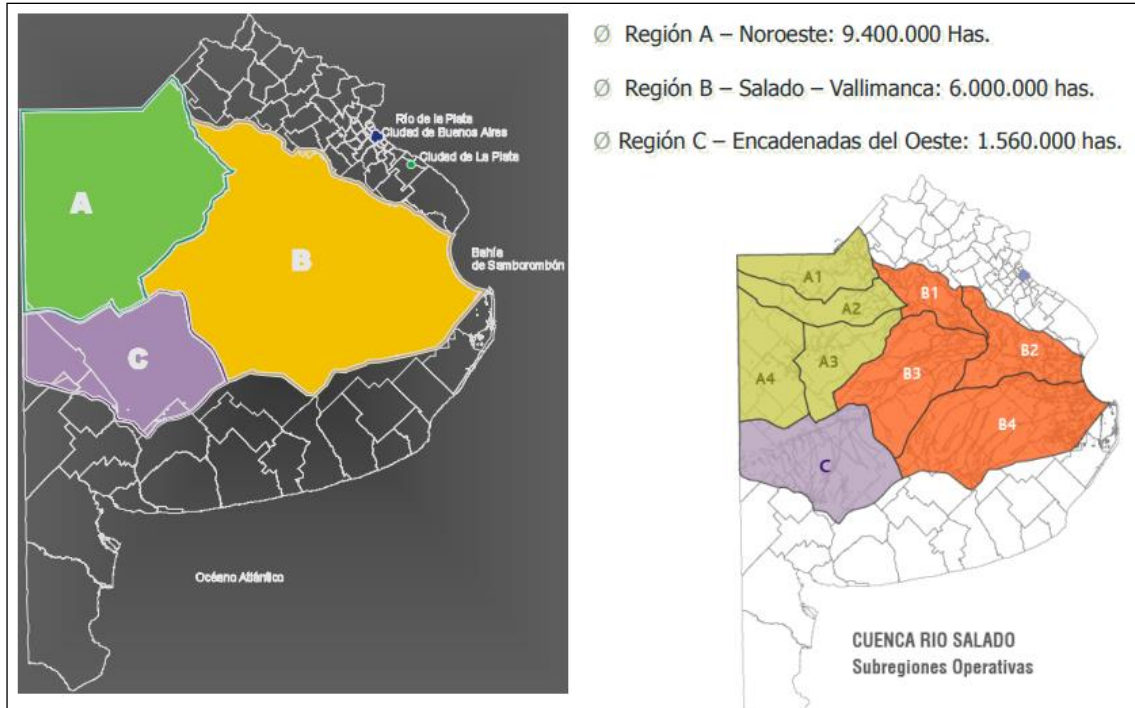 Río de la Plata
Ciudad de Buenos Aires
Ciudad de La Plata
A
B
Bahía
de Samborombón
C
Océano Atlántico
Ø Región A – Noroeste: 9.400.000 Has.
Ø Región B – Salado – Vallimanca: 6.000.000 has.
Ø Región C – Encadenadas del Oeste: 1.560.000 has.
A1
B1
A2
B2
A3
B3
A4
B4
C
CUENCA RIO SALADO
Subregiones Operativas